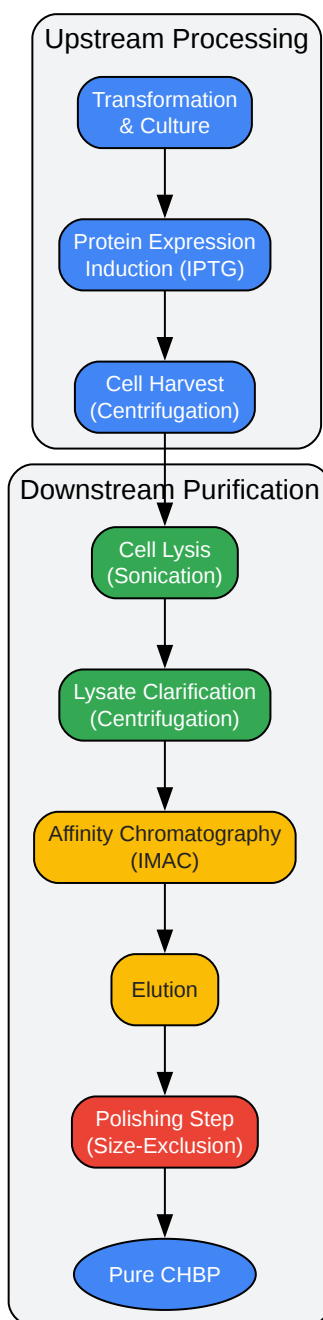 Upstream Processing
Transformation
& Culture
Protein Expression
Induction (IPTG)
Cell Harvest
(Centrifugation)
Downstream Purification
Cell Lysis
(Sonication)
Lysate Clarification
(Centrifugation)
Affinity Chromatography
(IMAC)
Elution
Polishing Step
(Size-Exclusion)
Pure CHBP